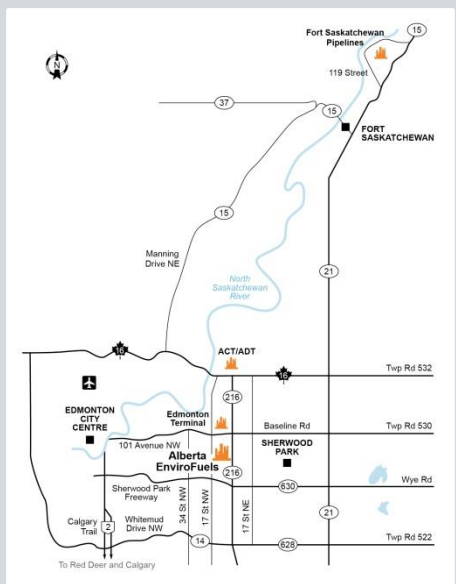 Fort Saskatchewan
Pipelines
15
119 Street
N
37
15
FORT
SASKATCHEWAN
15
Manning
Drive NE
21
North
Saskatchewan
River
16
ACT/ADT
16
Twp Rd 532
216
EDMONTON
CITY
CENTRE
Edmonton
Terminal
Baseline Rd
Twp Rd 530
101 Avenue NW
SHERWOOD
PARK
Alberta
EnviroFuels
216
Sherwood Park
Freeway
630
Wye Rd
34 St NW
17 St NW
17 St NE
21
Calgary
Trail
2
Whitemud
Drive NW
14
628
Twp Rd 522
To Red Deer and Calgary